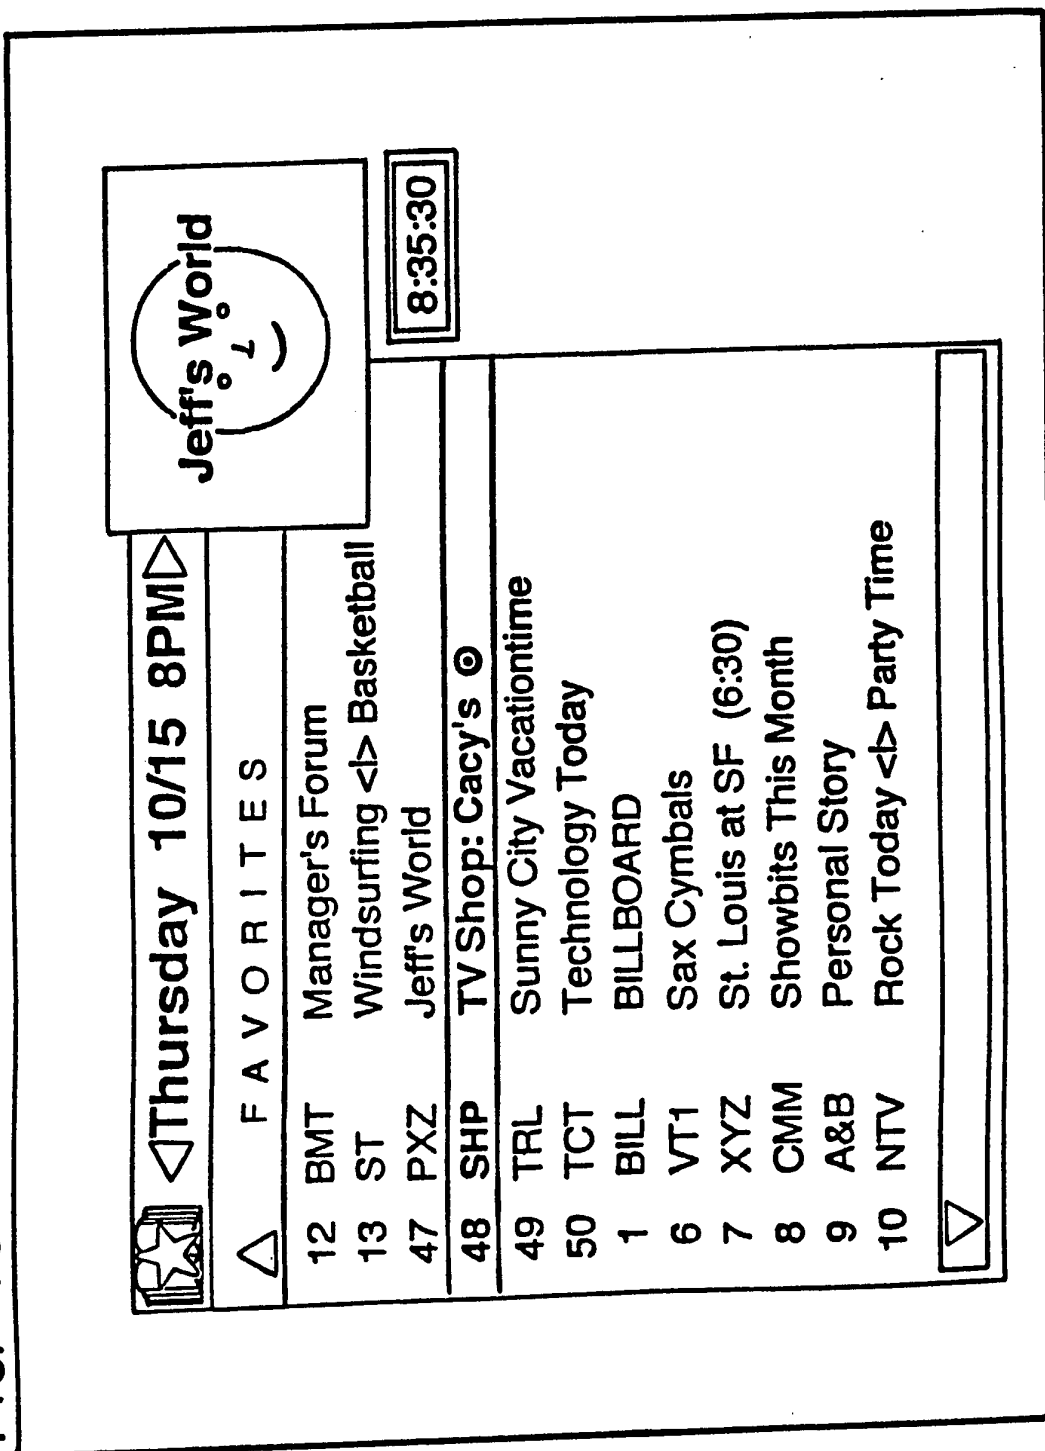 Thursday 10/15 8PM
Jeff's World
FAVORITES
8:35:30
12 BMT Manager's Forum
13 ST Windsurfing <|> Basketball
47 PXZ Jeff's World
48 SHP TV Shop: Cacy's
49 TRL Sunny City Vacationtime
50 TCT Technology Today
1 BILL BILLBOARD
6 VT1 Sax Cymbals
7 XYZ St. Louis at SF (6:30)
8 CMM Showbits This Month
9 A&B Personal Story
10 NTV Rock Today <|> Party Time